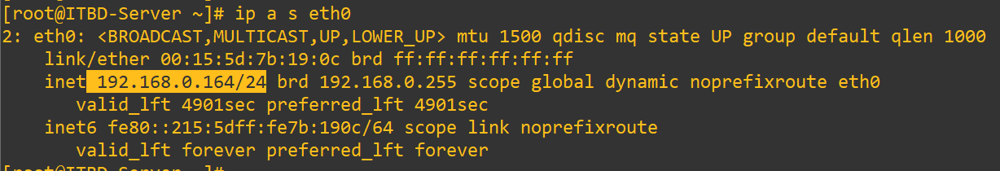 [root@ITBD-Server ~]# ip a s eth0
2: eth0: <BROADCAST,MULTICAST,UP,LOWER_UP> mtu 1500 qdisc mq state UP group default qlen 1000
    link/ether 00:15:5d:7b:19:0c brd ff:ff:ff:ff:ff:ff
    inet 192.168.0.164/24 brd 192.168.0.255 scope global dynamic noprefixroute eth0
       valid_lft 4901sec preferred_lft 4901sec
    inet6 fe80::215:5dff:fe7b:190c/64 scope link noprefixroute
       valid_lft forever preferred_lft forever
[root@ITBD-Server ~]#